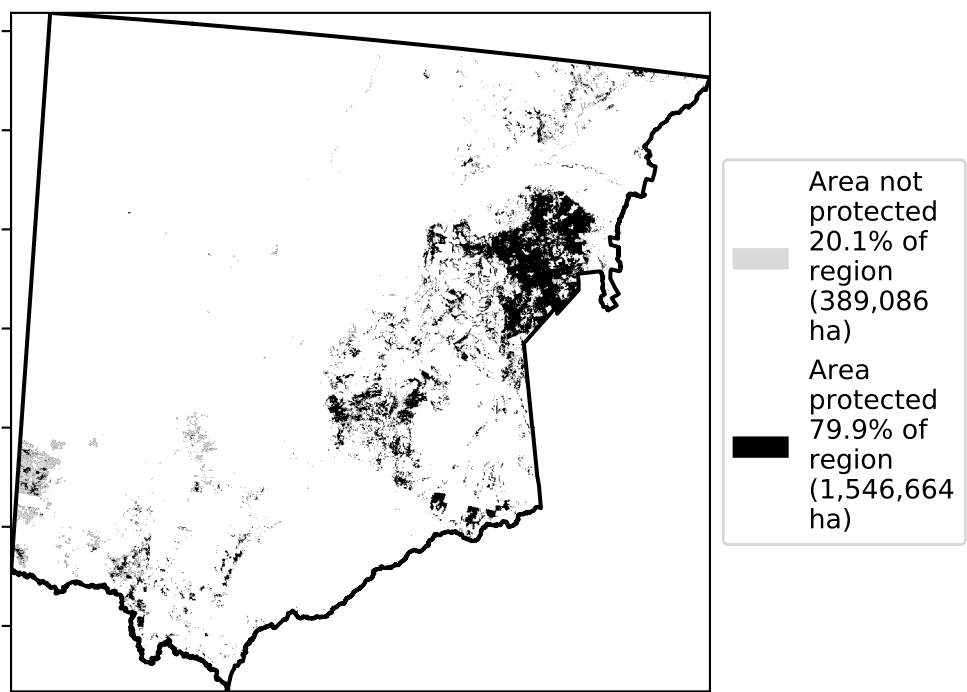 Area not
protected
20.1% of
region
(389,086
ha)
Area
protected
79.9% of
region
(1,546,664
ha)